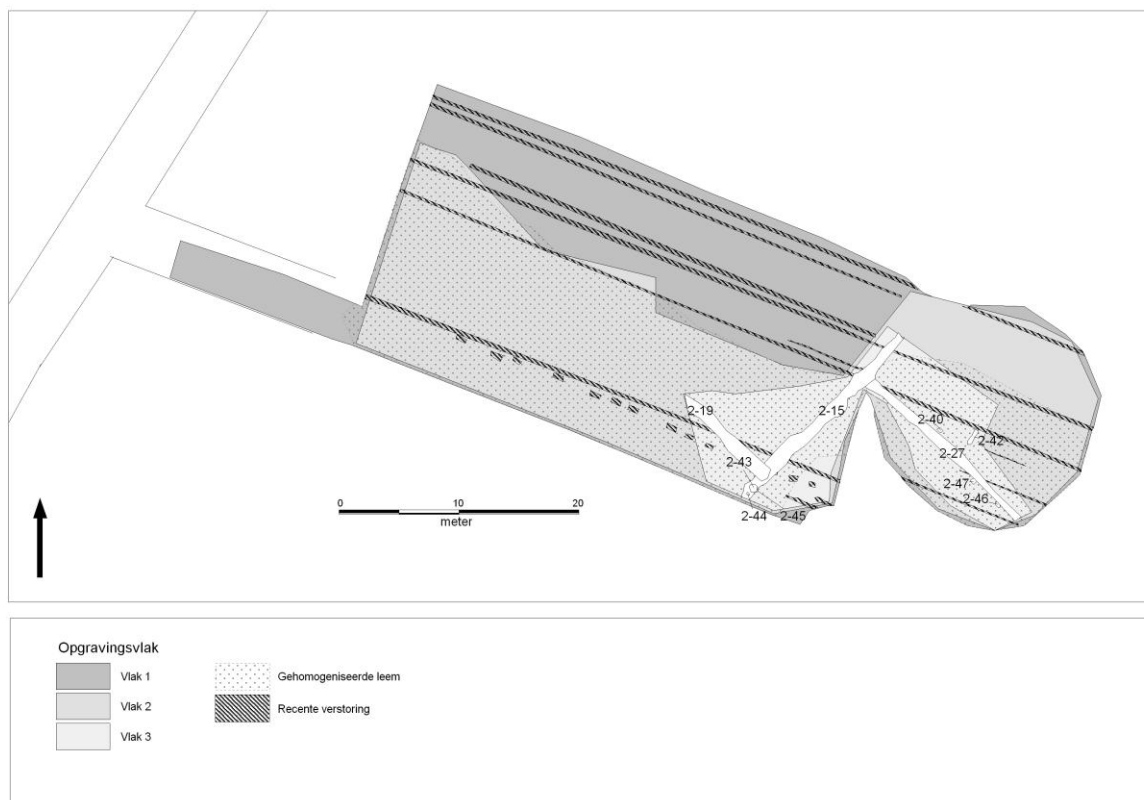 2-19
2-15
2-40
2-42
2-27
2-43
2-47
2-46
2-44
2-45
0 10 20
meter
Opgravingsvlak
Vlak 1
Vlak 2
Vlak 3
Gehomogeniseerde leem
Recente verstoring